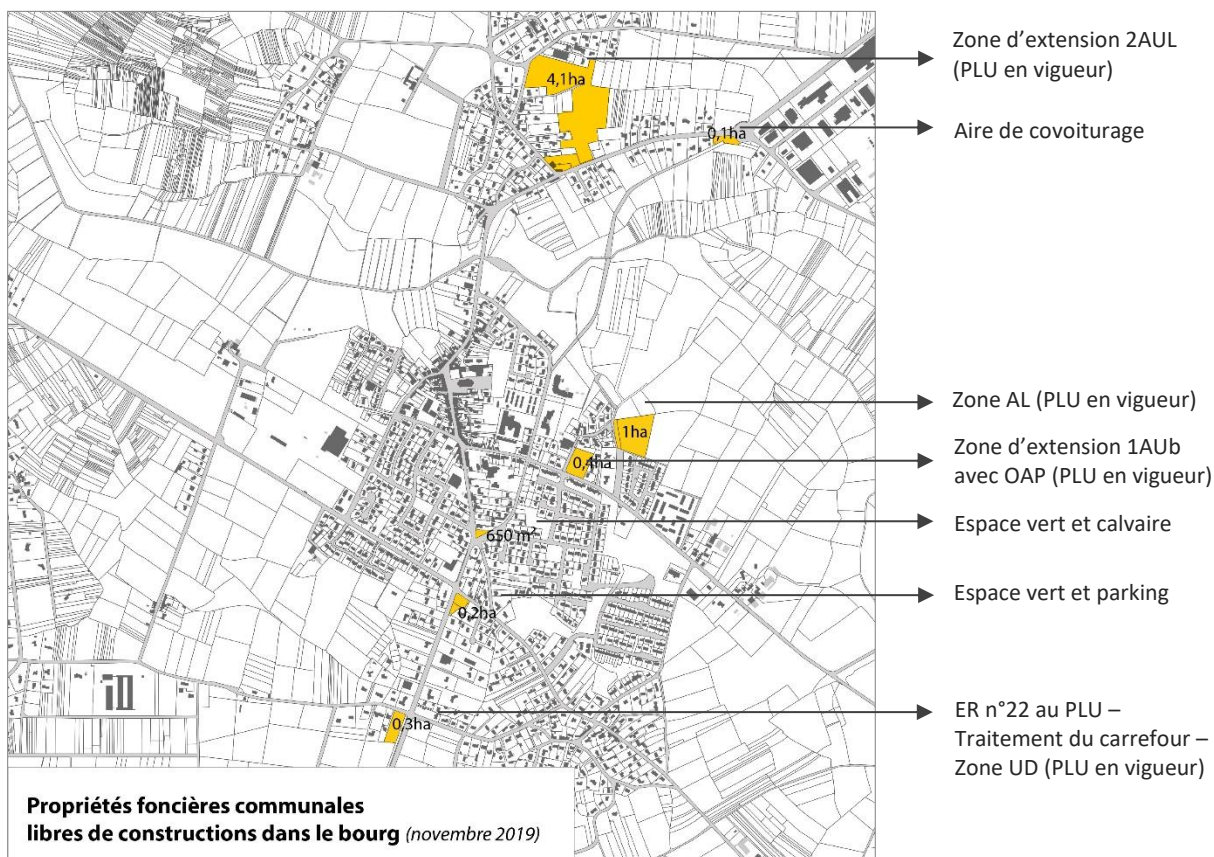 Zone d’extension 2AUL
(PLU en vigueur)
4,1ha
0,1ha
Aire de covoiturage
Zone AL (PLU en vigueur)
1ha
Zone d’extension 1AUb
avec OAP (PLU en vigueur)
0,4ha
Espace vert et calvaire
650 m²
Espace vert et parking
0,2ha
ER n°22 au PLU –
Traitement du carrefour –
Zone UD (PLU en vigueur)
0,3ha
Propriétés foncières communales
libres de constructions dans le bourg (novembre 2019)